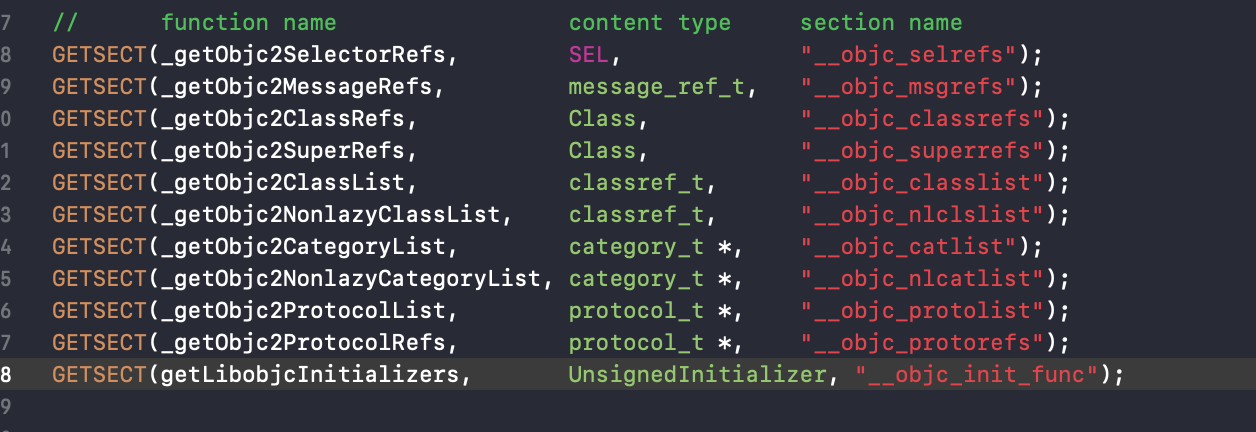 7 // function name content type section name
8 GETSECT(_getObjc2SelectorRefs, SEL, "__objc_selrefs");
9 GETSECT(_getObjc2MessageRefs, message_ref_t, "__objc_msgrefs");
0 GETSECT(_getObjc2ClassRefs, Class, "__objc_classrefs");
1 GETSECT(_getObjc2SuperRefs, Class, "__objc_superrefs");
2 GETSECT(_getObjc2ClassList, classref_t, "__objc_classlist");
3 GETSECT(_getObjc2NonlazyClassList, classref_t, "__objc_nlclslist");
4 GETSECT(_getObjc2CategoryList, category_t *, "__objc_catlist");
5 GETSECT(_getObjc2NonlazyCategoryList, category_t *, "__objc_nlcatlist");
6 GETSECT(_getObjc2ProtocolList, protocol_t *, "__objc_protolist");
7 GETSECT(_getObjc2ProtocolRefs, protocol_t *, "__objc_protorefs");
8 GETSECT(getLibobjcInitializers, UnsignedInitializer, "__objc_init_func");
9